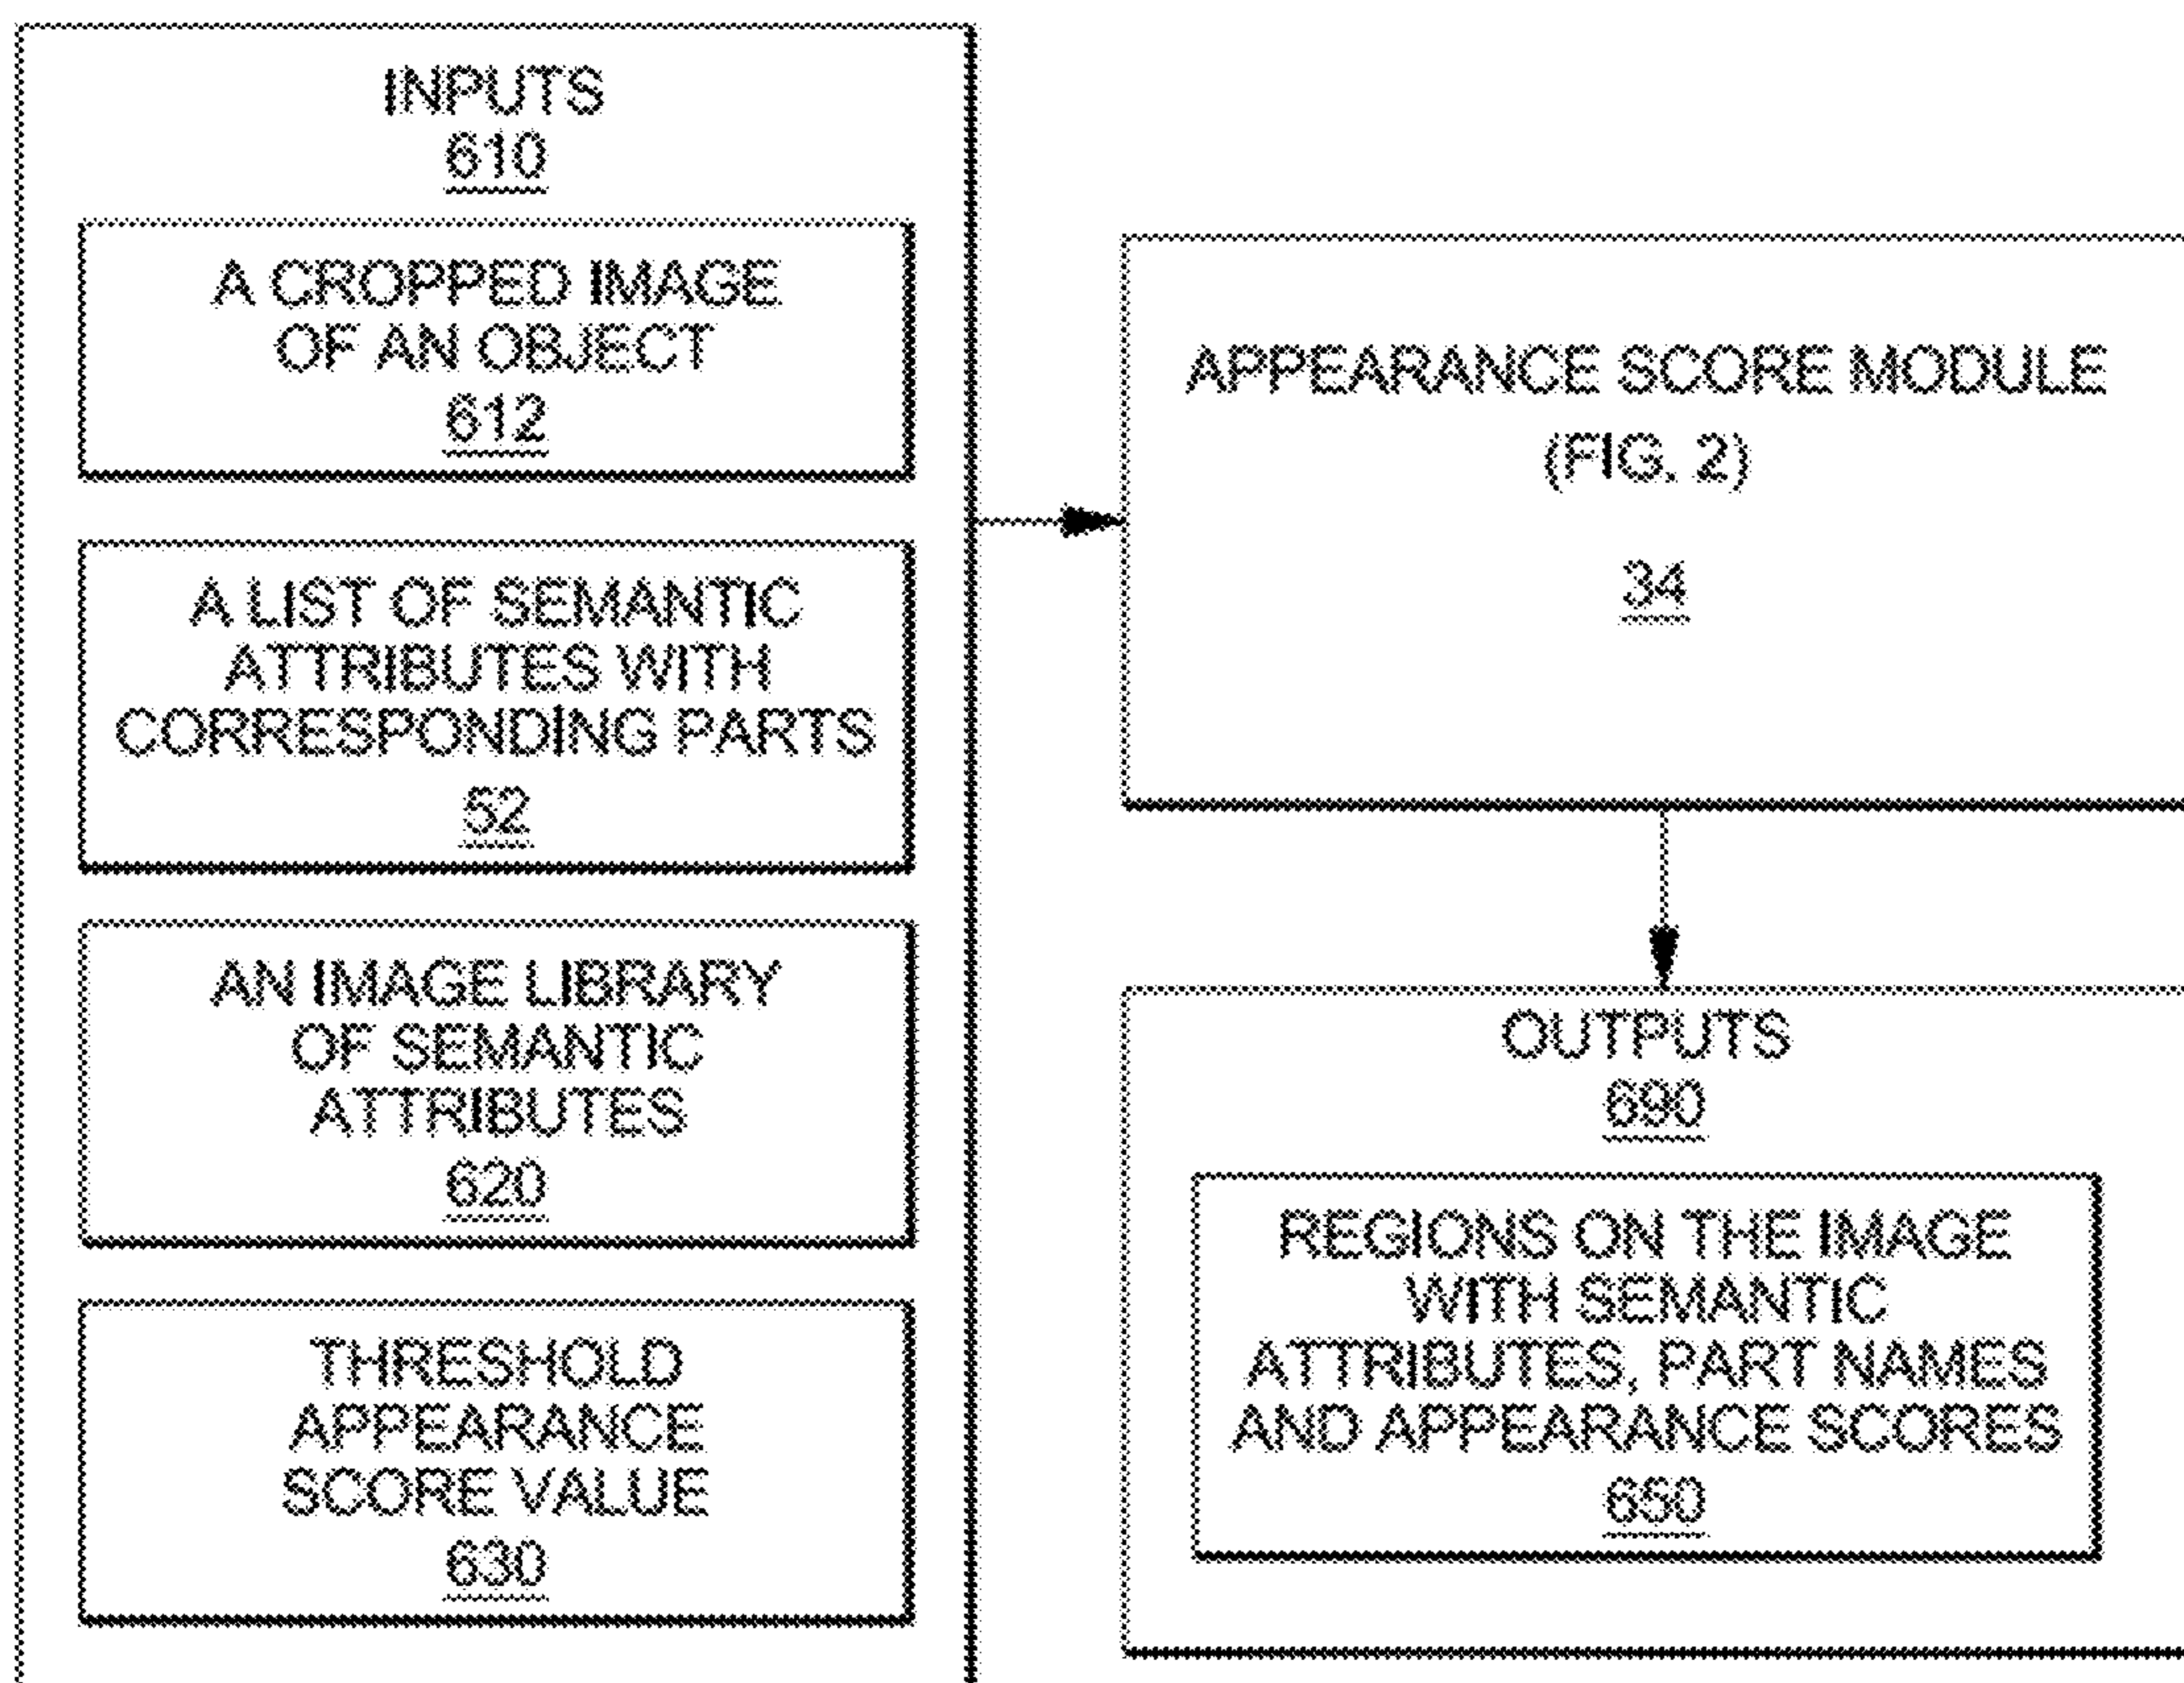 INPUTS
610
A CROPPED IMAGE
OF AN OBJECT
612
A LIST OF SEMANTIC
ATTRIBUTES WITH
CORRESPONDING PARTS
52
AN IMAGE LIBRARY
OF SEMANTIC
ATTRIBUTES
620
THRESHOLD
APPEARANCE
SCORE VALUE
630
APPEARANCE SCORE MODULE
(FIG. 2)
34
OUTPUTS
690
REGIONS ON THE IMAGE
WITH SEMANTIC
ATTRIBUTES, PART NAMES
AND APPEARANCE SCORES
650